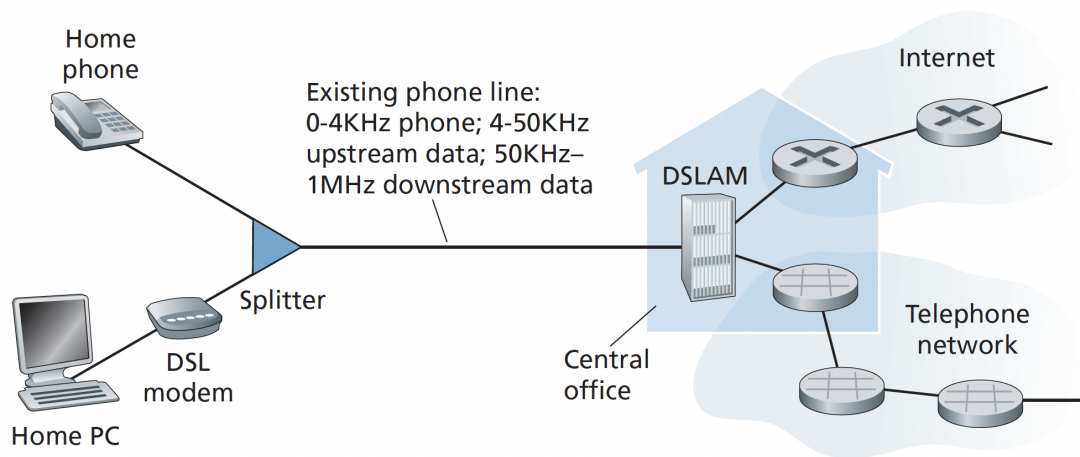 Home
phone
Existing phone line:
0-4KHz phone; 4-50KHz
upstream data; 50KHz–
1MHz downstream data
DSLAM
Internet
Splitter
DSL
modem
Home PC
Central
office
Telephone
network